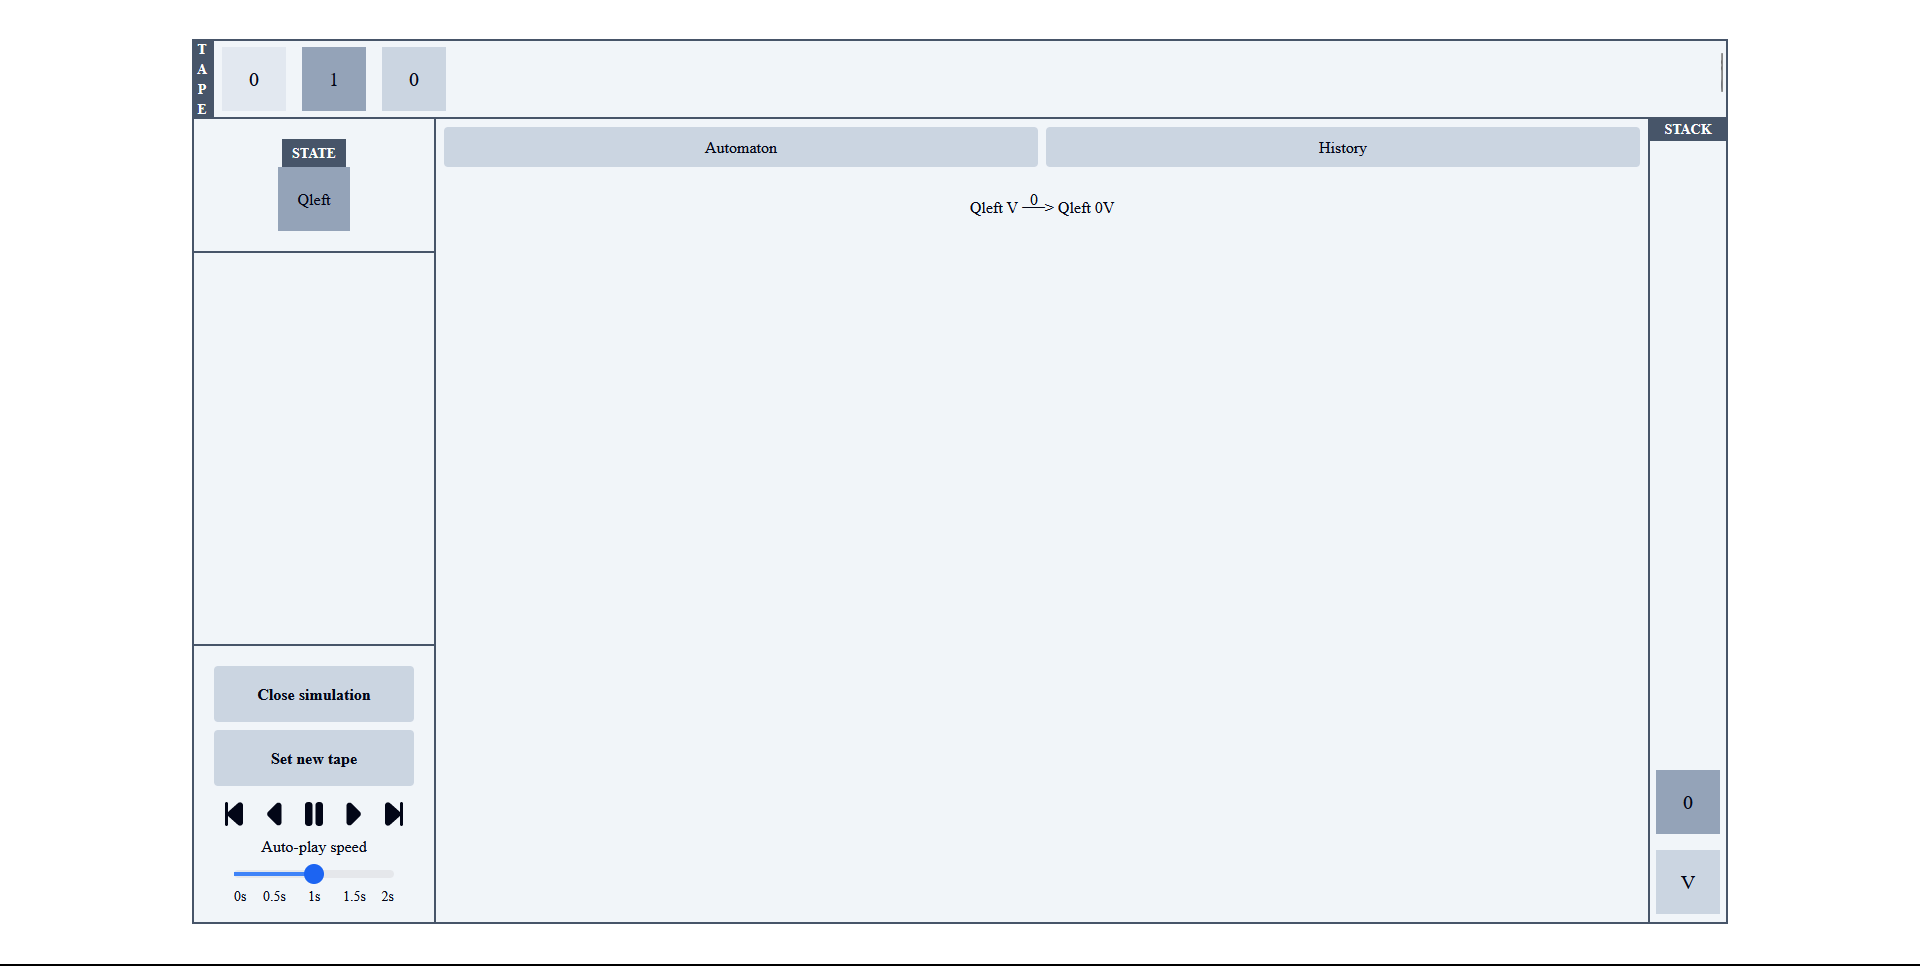 TAPE
0 1 0
STATE
Qleft
Automaton
History
Qleft V 0 > Qleft 0V
STACK
0
V
Close simulation
Set new tape
Auto-play speed
0s 0.5s 1s 1.5s 2s